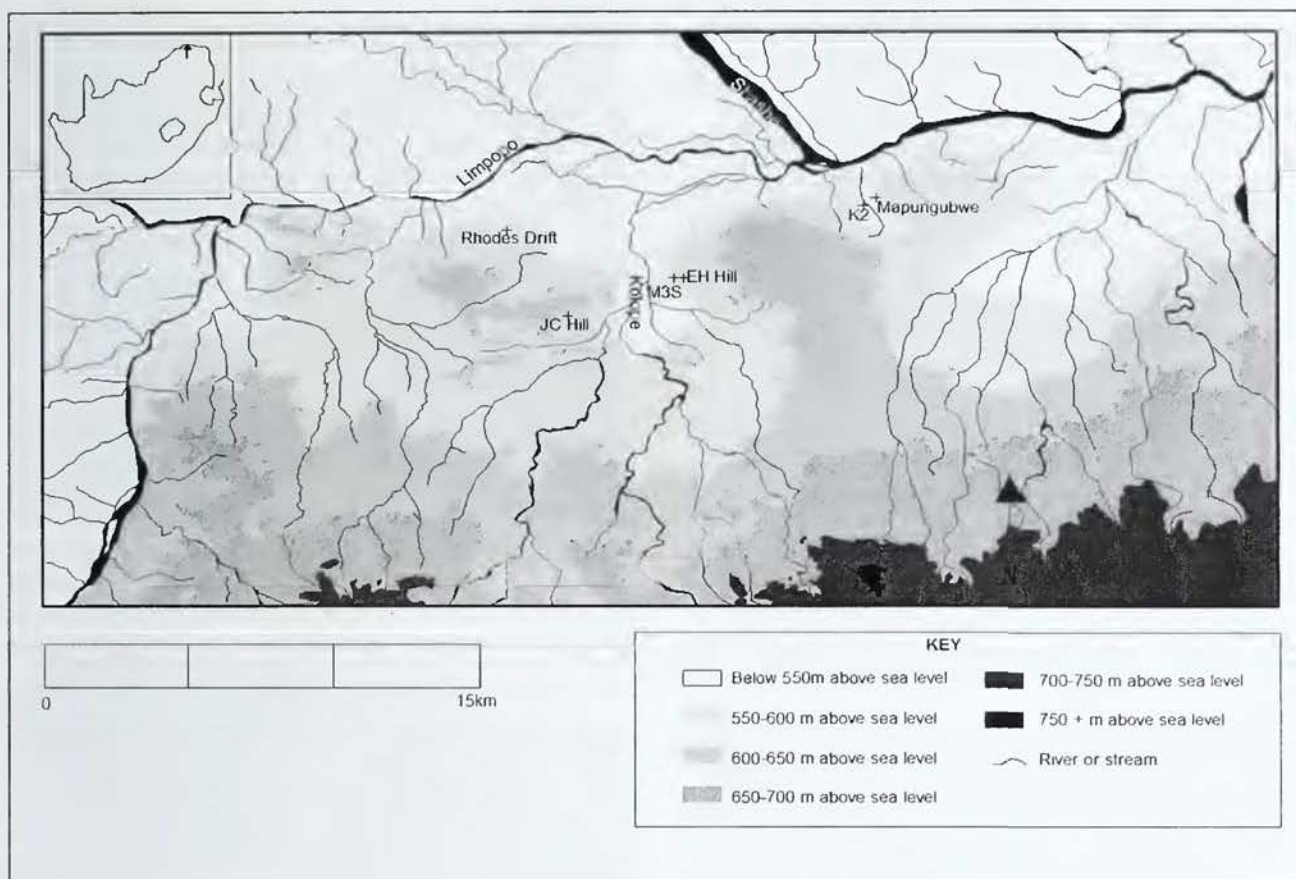 Limpopo
K2
Mapungubwe
Rhodes Drift
EH Hill
M3S
Kolope
JC Hill
N
0
15km
KEY
Below 550m above sea level
550-600 m above sea level
600-650 m above sea level
650-700 m above sea level
700-750 m above sea level
750 + m above sea level
River or stream